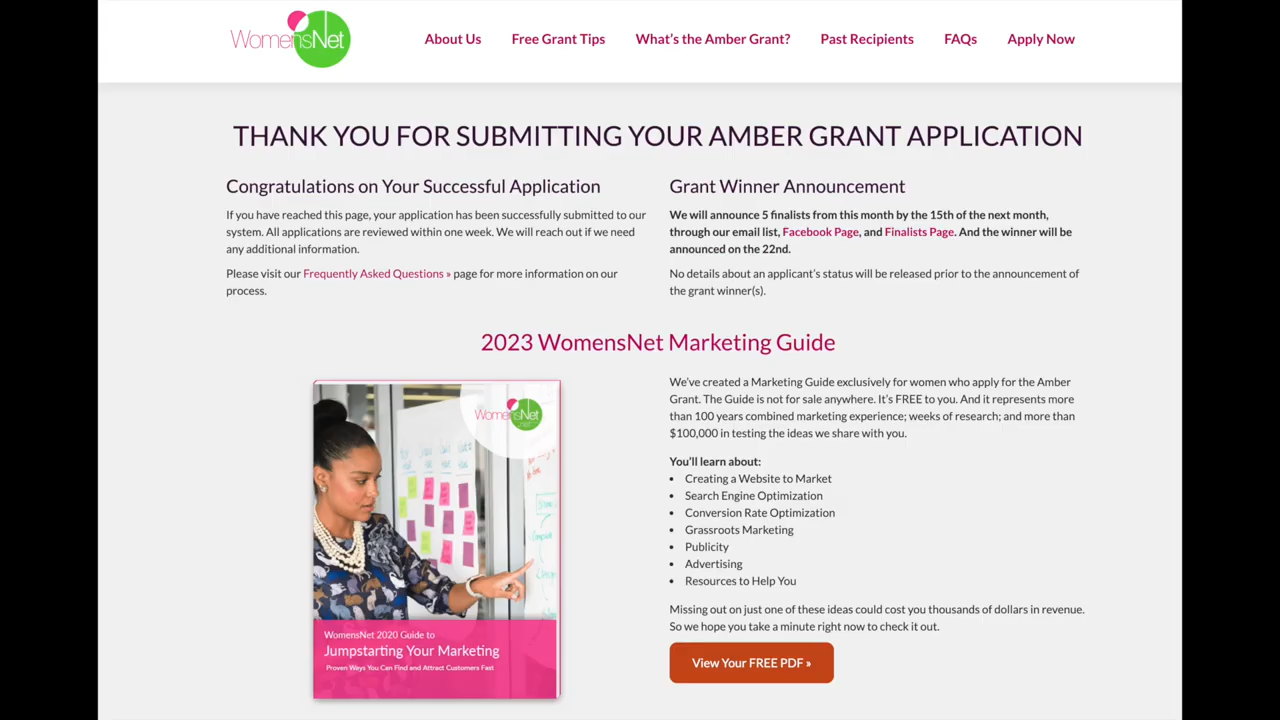 WomensNet
About Us
Free Grant Tips
What's the Amber Grant?
Past Recipients
FAQs
Apply Now
THANK YOU FOR SUBMITTING YOUR AMBER GRANT APPLICATION
Congratulations on Your Successful Application
If you have reached this page, your application has been successfully submitted to our
system. All applications are reviewed within one week. We will reach out if we need
any additional information.
Please visit our Frequently Asked Questions » page for more information on our
process.
Grant Winner Announcement
We will announce 5 finalists from this month by the 15th of the next month,
through our email list, Facebook Page, and Finalists Page. And the winner will be
announced on the 22nd.
No details about an applicant's status will be released prior to the announcement of
the grant winner(s).
2023 WomensNet Marketing Guide
WomensNet
WomensNet 2020 Guide to
Jumpstarting Your Marketing
Proven Ways You Can Find and Attract Customers Fast
We've created a Marketing Guide exclusively for women who apply for the Amber
Grant. The Guide is not for sale anywhere. It's FREE to you. And it represents more
than 100 years combined marketing experience; weeks of research; and more than
$100,000 in testing the ideas we share with you.
You'll learn about:
• Creating a Website to Market
• Search Engine Optimization
• Conversion Rate Optimization
• Grassroots Marketing
• Publicity
• Advertising
• Resources to Help You
Missing out on just one of these ideas could cost you thousands of dollars in revenue.
So we hope you take a minute right now to check it out.
View Your FREE PDF »